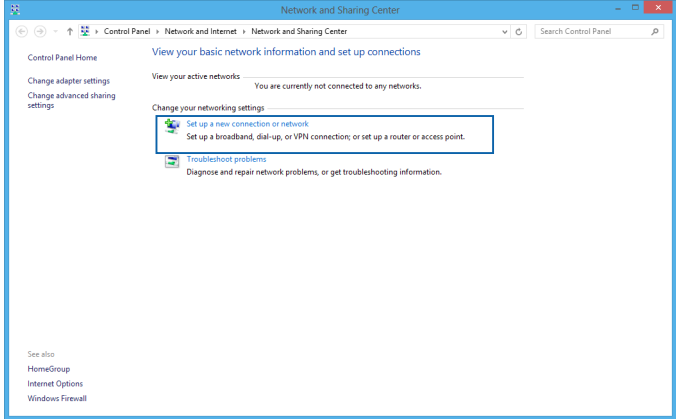 Network and Sharing Center
Control Panel Network and Internet Network and Sharing Center
Search Control Panel
Control Panel Home
Change adapter settings
Change advanced sharing
settings
View your basic network information and set up connections
View your active networks
You are currently not connected to any networks.
Change your networking settings
Set up a new connection or network
Set up a broadband, dial-up, or VPN connection; or set up a router or access point.
Troubleshoot problems
Diagnose and repair network problems, or get troubleshooting information.
See also
HomeGroup
Internet Options
Windows Firewall